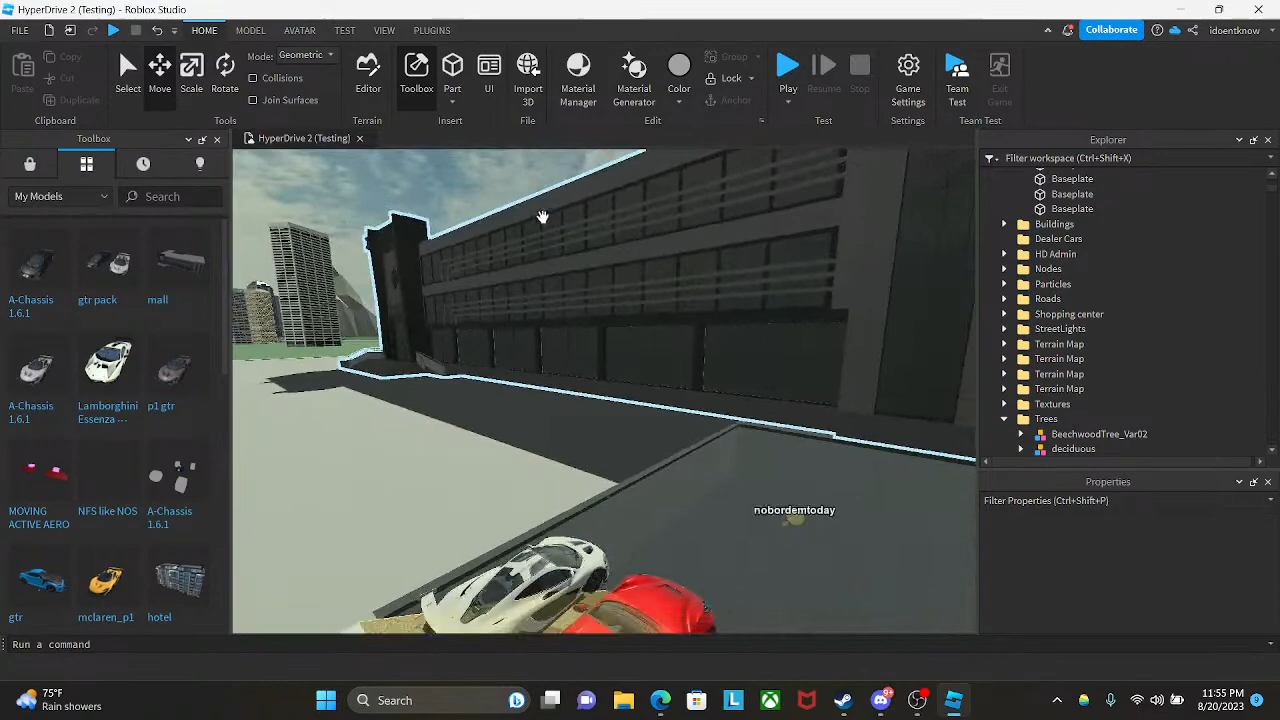 HyperDrive 2 (Testing) - Roblox Studio
FILE
HOME
MODEL
AVATAR
TEST
VIEW
PLUGINS
Collaborate
idoentknow
Paste
Copy
Cut
Duplicate
Clipboard
Select
Move
Scale
Rotate
Mode: Geometric
Collisions
Join Surfaces
Tools
Editor
Terrain
Toolbox
Part
UI
Insert
Import
3D
File
Material
Manager
Material
Generator
Color
Group
Lock
Anchor
Edit
Play
Resume
Stop
Test
Game
Settings
Settings
Team
Test
Exit
Game
Team Test
Toolbox
My Models
Search
A-Chassis
1.6.1
gtr pack
mall
A-Chassis
1.6.1
Lamborghini
Essenza ---
p1 gtr
MOVING
ACTIVE AERO
NFS like NOS
A-Chassis
1.6.1
gtr
mclaren_p1
hotel
HyperDrive 2 (Testing)
nobordemtoday
Explorer
Filter workspace (Ctrl+Shift+X)
Baseplate
Baseplate
Baseplate
Buildings
Dealer Cars
HD Admin
Nodes
Particles
Roads
Shopping center
StreetLights
Terrain Map
Terrain Map
Terrain Map
Terrain Map
Textures
Trees
BeechwoodTree_Var02
deciduous
Properties
Filter Properties (Ctrl+Shift+P)
Run a command
75°F
Rain showers
Search
L
9+
11:55 PM
8/20/2023
9